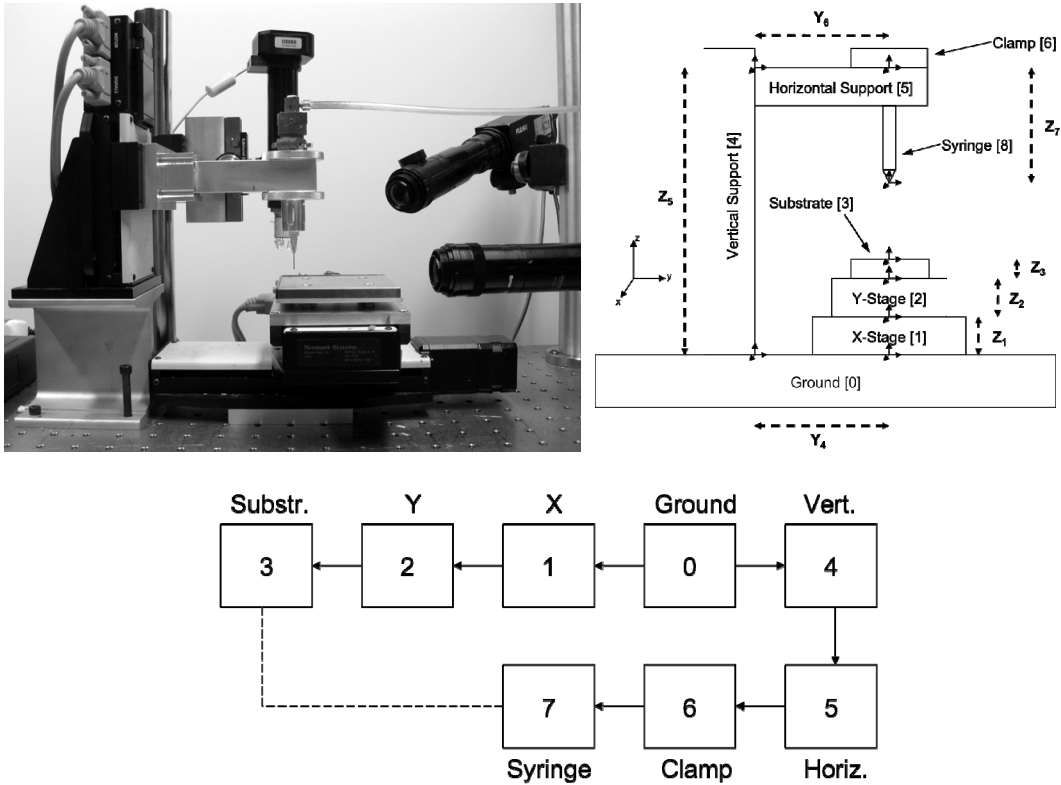 Y6
Clamp [6]
Horizontal Support [5]
Z7
Syringe [8]
Vertical Support [4]
Z5
Substrate [3]
z
y
x
Z3
Y-Stage [2]
Z2
X-Stage [1]
Z1
Ground [0]
Y4
Newmark Systems
Substr.
Y
X
Ground
Vert.
3
2
1
0
4
7
6
5
Syringe
Clamp
Horiz.